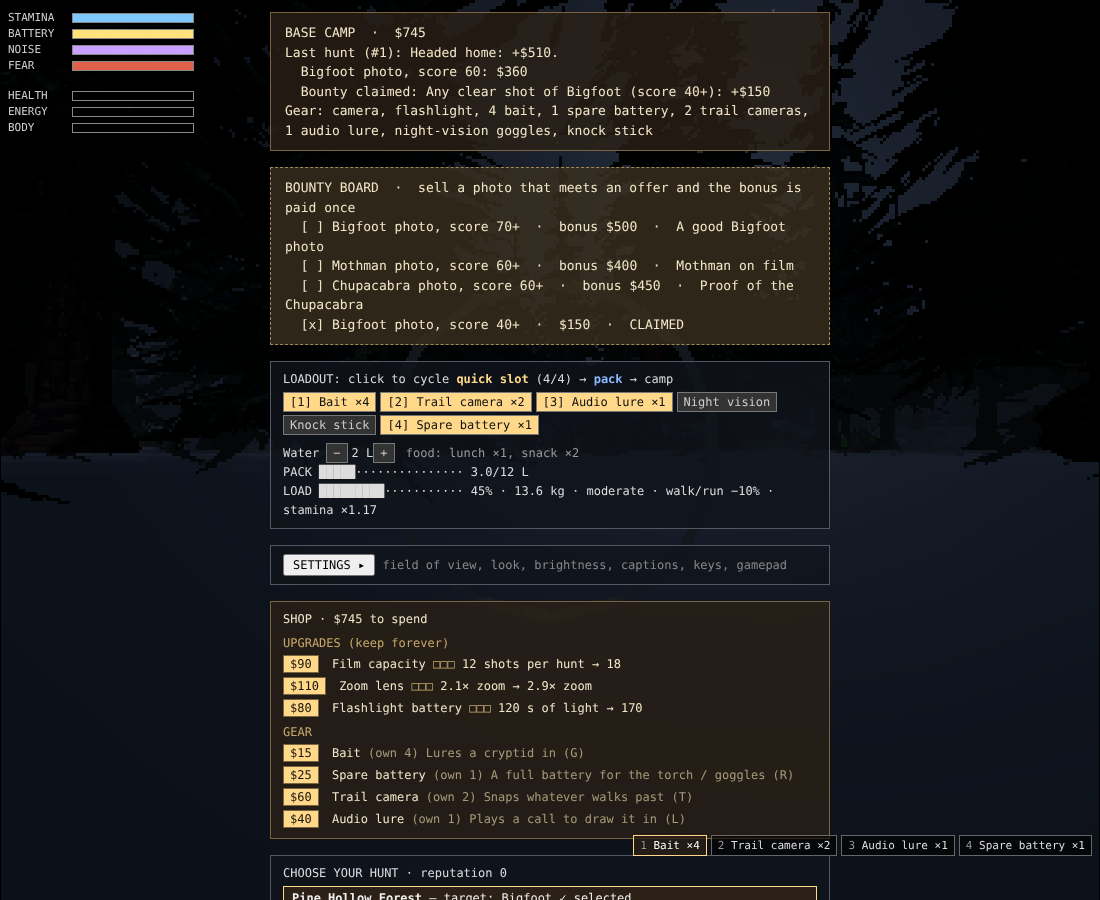 STAMINA
BATTERY
NOISE
FEAR
HEALTH
ENERGY
BODY
BASE CAMP · $745
Last hunt (#1): Headed home: +$510.
Bigfoot photo, score 60: $360
Bounty claimed: Any clear shot of Bigfoot (score 40+): +$150
Gear: camera, flashlight, 4 bait, 1 spare battery, 2 trail cameras,
1 audio lure, night-vision goggles, knock stick
BOUNTY BOARD · sell a photo that meets an offer and the bonus is
paid once
[ ] Bigfoot photo, score 70+ · bonus $500 · A good Bigfoot
photo
[ ] Mothman photo, score 60+ · bonus $400 · Mothman on film
[ ] Chupacabra photo, score 60+ · bonus $450 · Proof of the
Chupacabra
[x] Bigfoot photo, score 40+ · $150 · CLAIMED
LOADOUT: click to cycle quick slot (4/4) → pack → camp
[1] Bait ×4 [2] Trail camera ×2 [3] Audio lure ×1 Night vision
Knock stick [4] Spare battery ×1
Water − 2 L + food: lunch ×1, snack ×2
PACK █████··············· 3.0/12 L
LOAD █████████··········· 45% · 13.6 kg · moderate · walk/run −10% ·
stamina ×1.17
SETTINGS ▸ field of view, look, brightness, captions, keys, gamepad
SHOP · $745 to spend
UPGRADES (keep forever)
$90 Film capacity □□□ 12 shots per hunt → 18
$110 Zoom lens □□□ 2.1× zoom → 2.9× zoom
$80 Flashlight battery □□□ 120 s of light → 170
GEAR
$15 Bait (own 4) Lures a cryptid in (G)
$25 Spare battery (own 1) A full battery for the torch / goggles (R)
$60 Trail camera (own 2) Snaps whatever walks past (T)
$40 Audio lure (own 1) Plays a call to draw it in (L)
1 Bait ×4 2 Trail camera ×2 3 Audio lure ×1 4 Spare battery ×1
CHOOSE YOUR HUNT · reputation 0
Pine Hollow Forest — target: Bigfoot ✓ selected